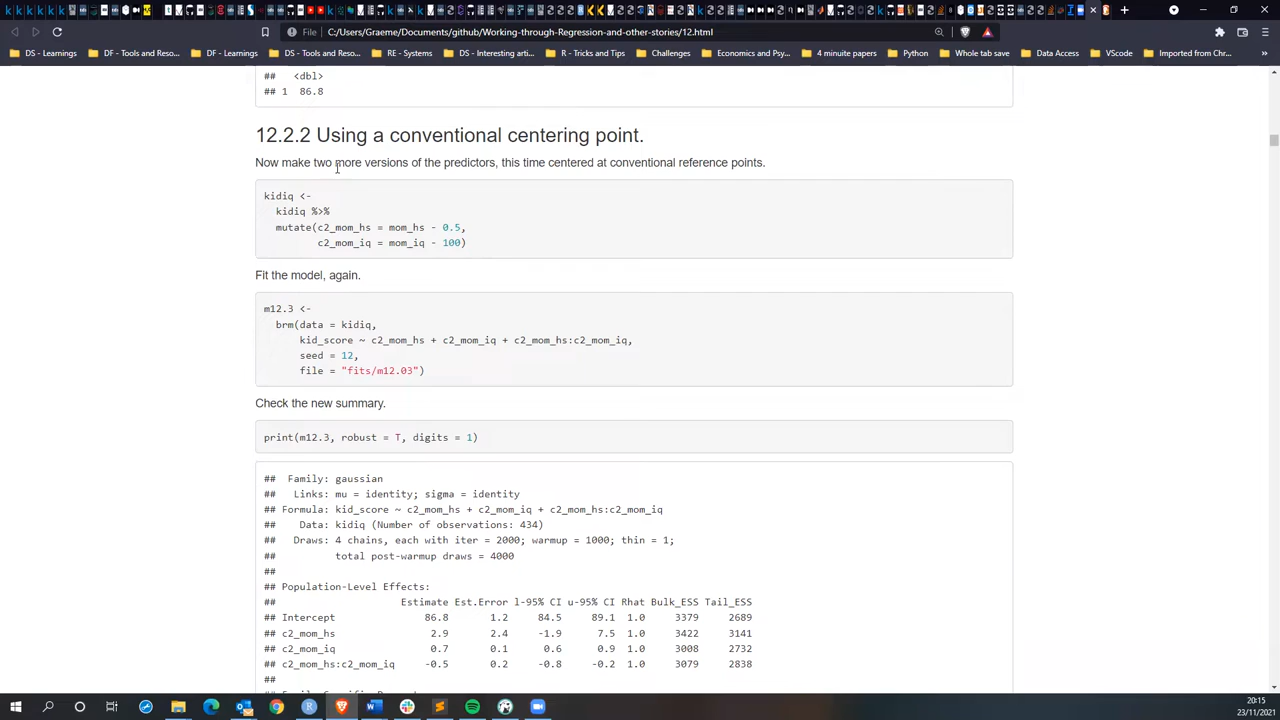 C:/Users/Graeme/Documents/github/Working-through-Regression-and-other-stories/12.html
DS - Learnings
DF - Tools and Reso...
DF - Learnings
DS - Tools and Reso...
RE - Systems
DS - Interesting arti...
R - Tricks and Tips
Challenges
Economics and Psy...
4 minuite papers
Python
Whole tab save
Data Access
VScode
Imported from Chr...
## <dbl>
## 1 86.8
12.2.2 Using a conventional centering point.
Now make two more versions of the predictors, this time centered at conventional reference points.
kidiq <-
kidiq %>%
mutate(c2_mom_hs = mom_hs - 0.5,
c2_mom_iq = mom_iq - 100)
Fit the model, again.
m12.3 <-
brm(data = kidiq,
kid_score ~ c2_mom_hs + c2_mom_iq + c2_mom_hs:c2_mom_iq,
seed = 12,
file = "fits/m12.03")
Check the new summary.
print(m12.3, robust = T, digits = 1)
## Family: gaussian
## Links: mu = identity; sigma = identity
## Formula: kid_score ~ c2_mom_hs + c2_mom_iq + c2_mom_hs:c2_mom_iq
## Data: kidiq (Number of observations: 434)
## Draws: 4 chains, each with iter = 2000; warmup = 1000; thin = 1;
## total post-warmup draws = 4000
##
## Population-Level Effects:
## Estimate Est.Error l-95% CI u-95% CI Rhat Bulk_ESS Tail_ESS
## Intercept 86.8 1.2 84.5 89.1 1.0 3379 2689
## c2_mom_hs 2.9 2.4 -1.9 7.5 1.0 3422 3141
## c2_mom_iq 0.7 0.1 0.6 0.9 1.0 3008 2732
## c2_mom_hs:c2_mom_iq -0.5 0.2 -0.8 -0.2 1.0 3079 2838
##
20:15
23/11/2021